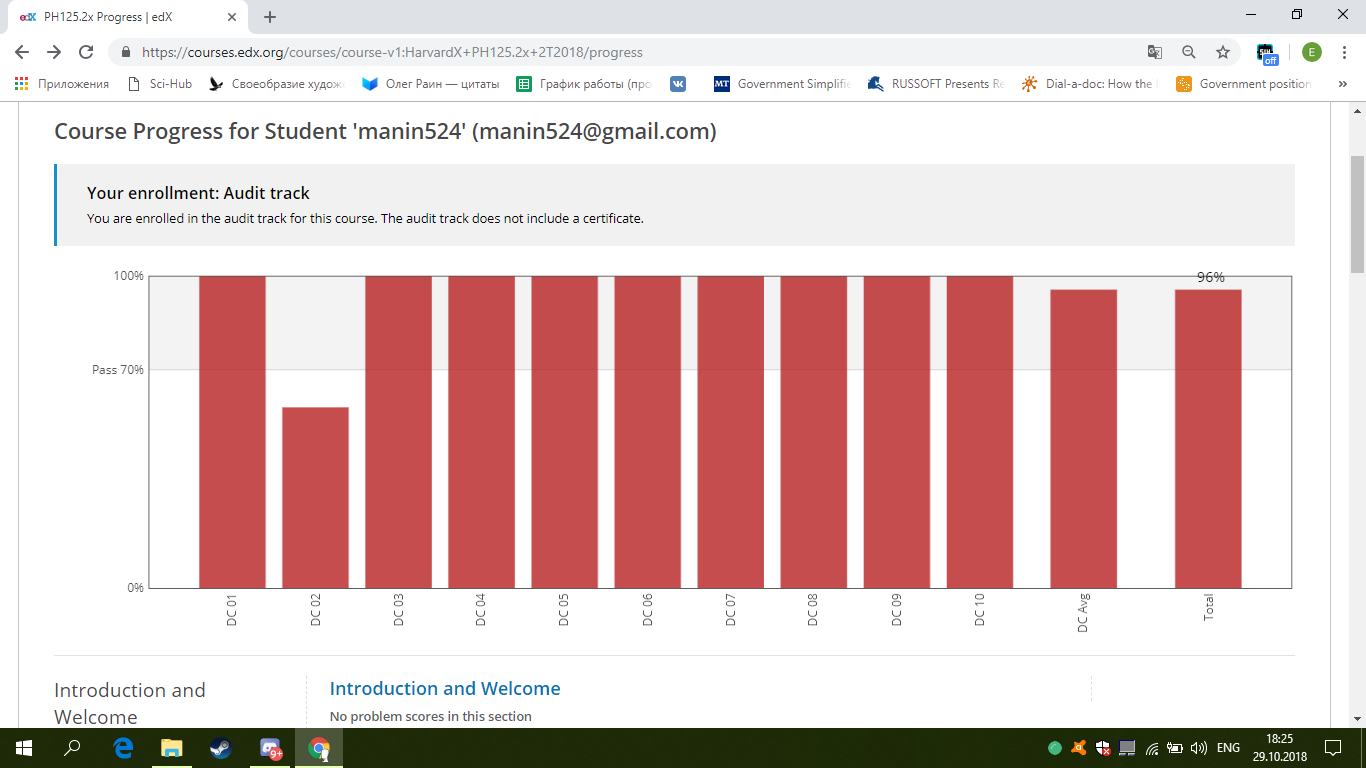 edX PH125.2x Progress | edX
https://courses.edx.org/courses/course-v1:HarvardX+PH125.2x+2T2018/progress
off
E
Приложения
Sci-Hub
Своеобразие худож
Олег Раин — цитаты
График работы (про
MT Government Simplifie
RUSSOFT Presents Re
Dial-a-doc: How the
Government position
»
Course Progress for Student 'manin524' (manin524@gmail.com)
Your enrollment: Audit track
You are enrolled in the audit track for this course. The audit track does not include a certificate.
100%
Pass 70%
0%
96%
DC 01
DC 02
DC 03
DC 04
DC 05
DC 06
DC 07
DC 08
DC 09
DC 10
DC Avg
Total
Introduction and
Welcome
Introduction and Welcome
No problem scores in this section
9+
ENG
18:25
29.10.2018